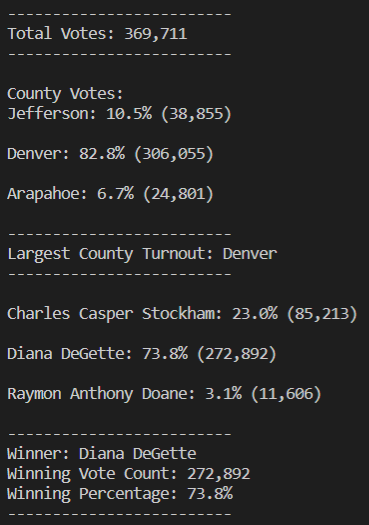 -------------------------
Total Votes: 369,711
-------------------------
County Votes:
Jefferson: 10.5% (38,855)
Denver: 82.8% (306,055)
Arapahoe: 6.7% (24,801)
-------------------------
Largest County Turnout: Denver
-------------------------
Charles Casper Stockham: 23.0% (85,213)
Diana DeGette: 73.8% (272,892)
Raymon Anthony Doane: 3.1% (11,606)
-------------------------
Winner: Diana DeGette
Winning Vote Count: 272,892
Winning Percentage: 73.8%
-------------------------